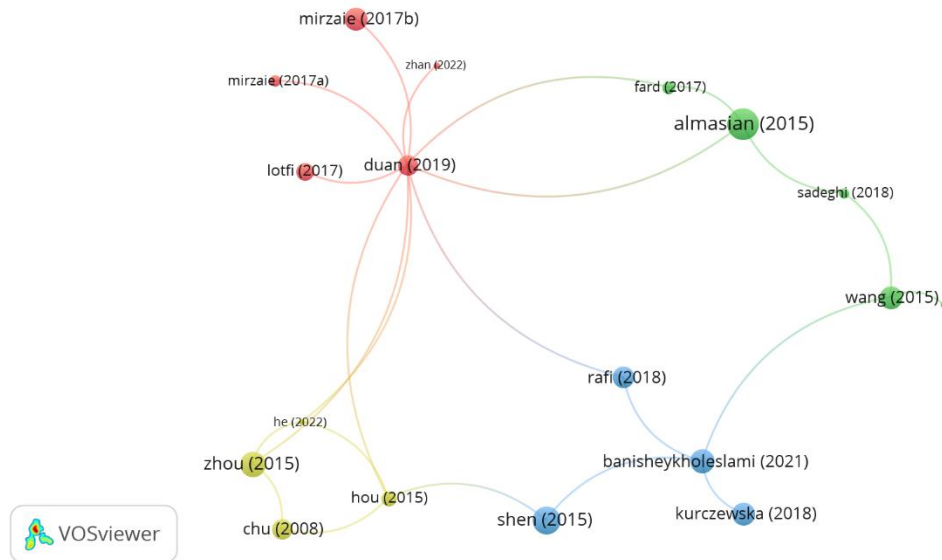 mirzaie (2017b)
zhan (2022)
mirzaie (2017a)
fard (2017)
almasian (2015)
lotfi (2017)
duan (2019)
sadeghi (2018)
wang (2015)
rafi (2018)
he (2022)
zhou (2015)
banisheykholeslami (2021)
hou (2015)
chu (2008)
shen (2015)
kurczewska (2018)
VOSviewer